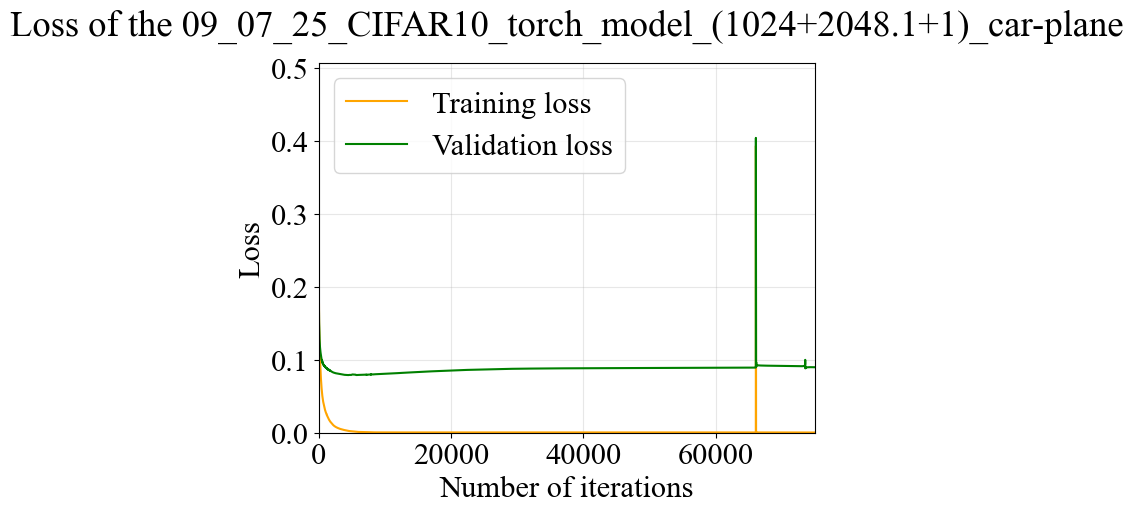 Loss of the 09_07_25_CIFAR10_torch_model_(1024+2048.1+1)_car-plane
0.5
0.4
0.3
0.2
0.1
0.0
Loss
Training loss
Validation loss
0 20000 40000 60000
Number of iterations